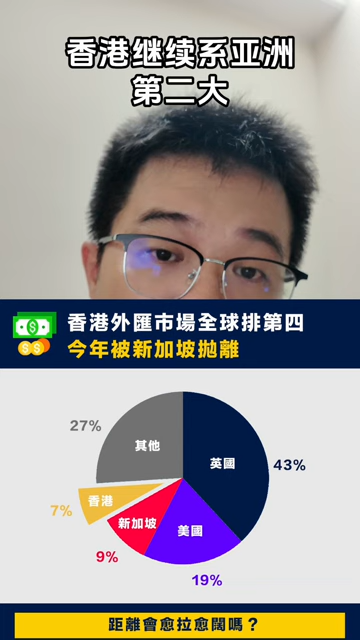 香港继续系亚洲
第二大
香港外匯市場全球排第四
今年被新加坡拋離
27%
其他
英國
43%
香港
7%
新加坡
美國
9%
19%
距離會愈拉愈闊嗎？